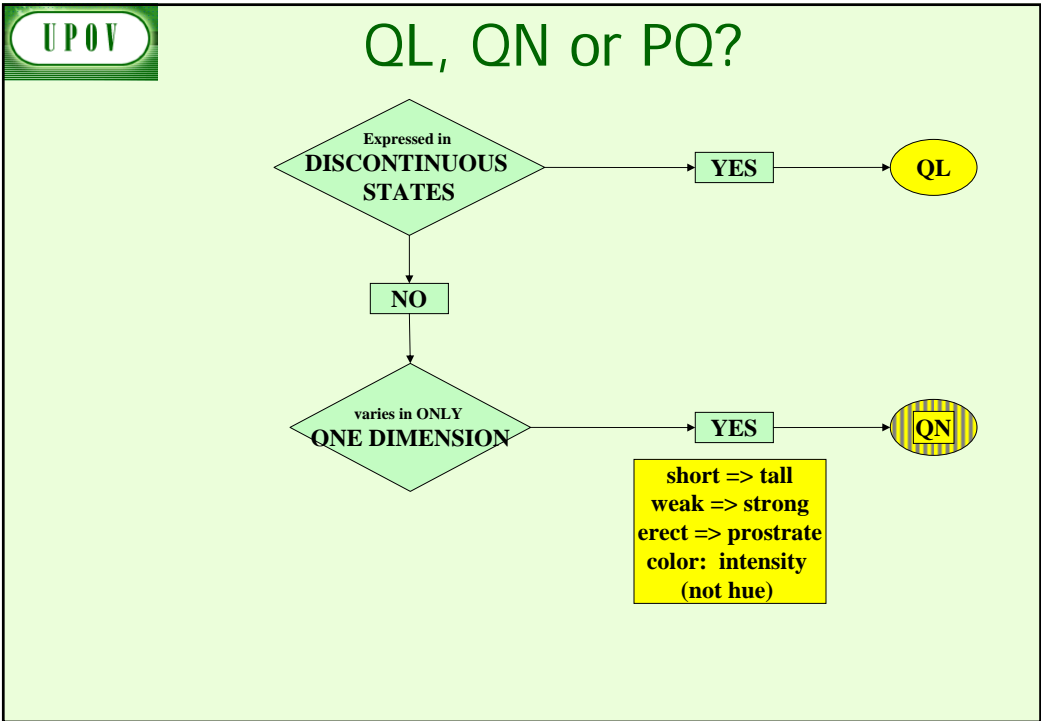 UPOV
QL, QN or PQ?
Expressed in
DISCONTINUOUS
STATES
YES
QL
NO
varies in ONLY
ONE DIMENSION
YES
QN
short => tall
weak => strong
erect => prostrate
color: intensity
(not hue)